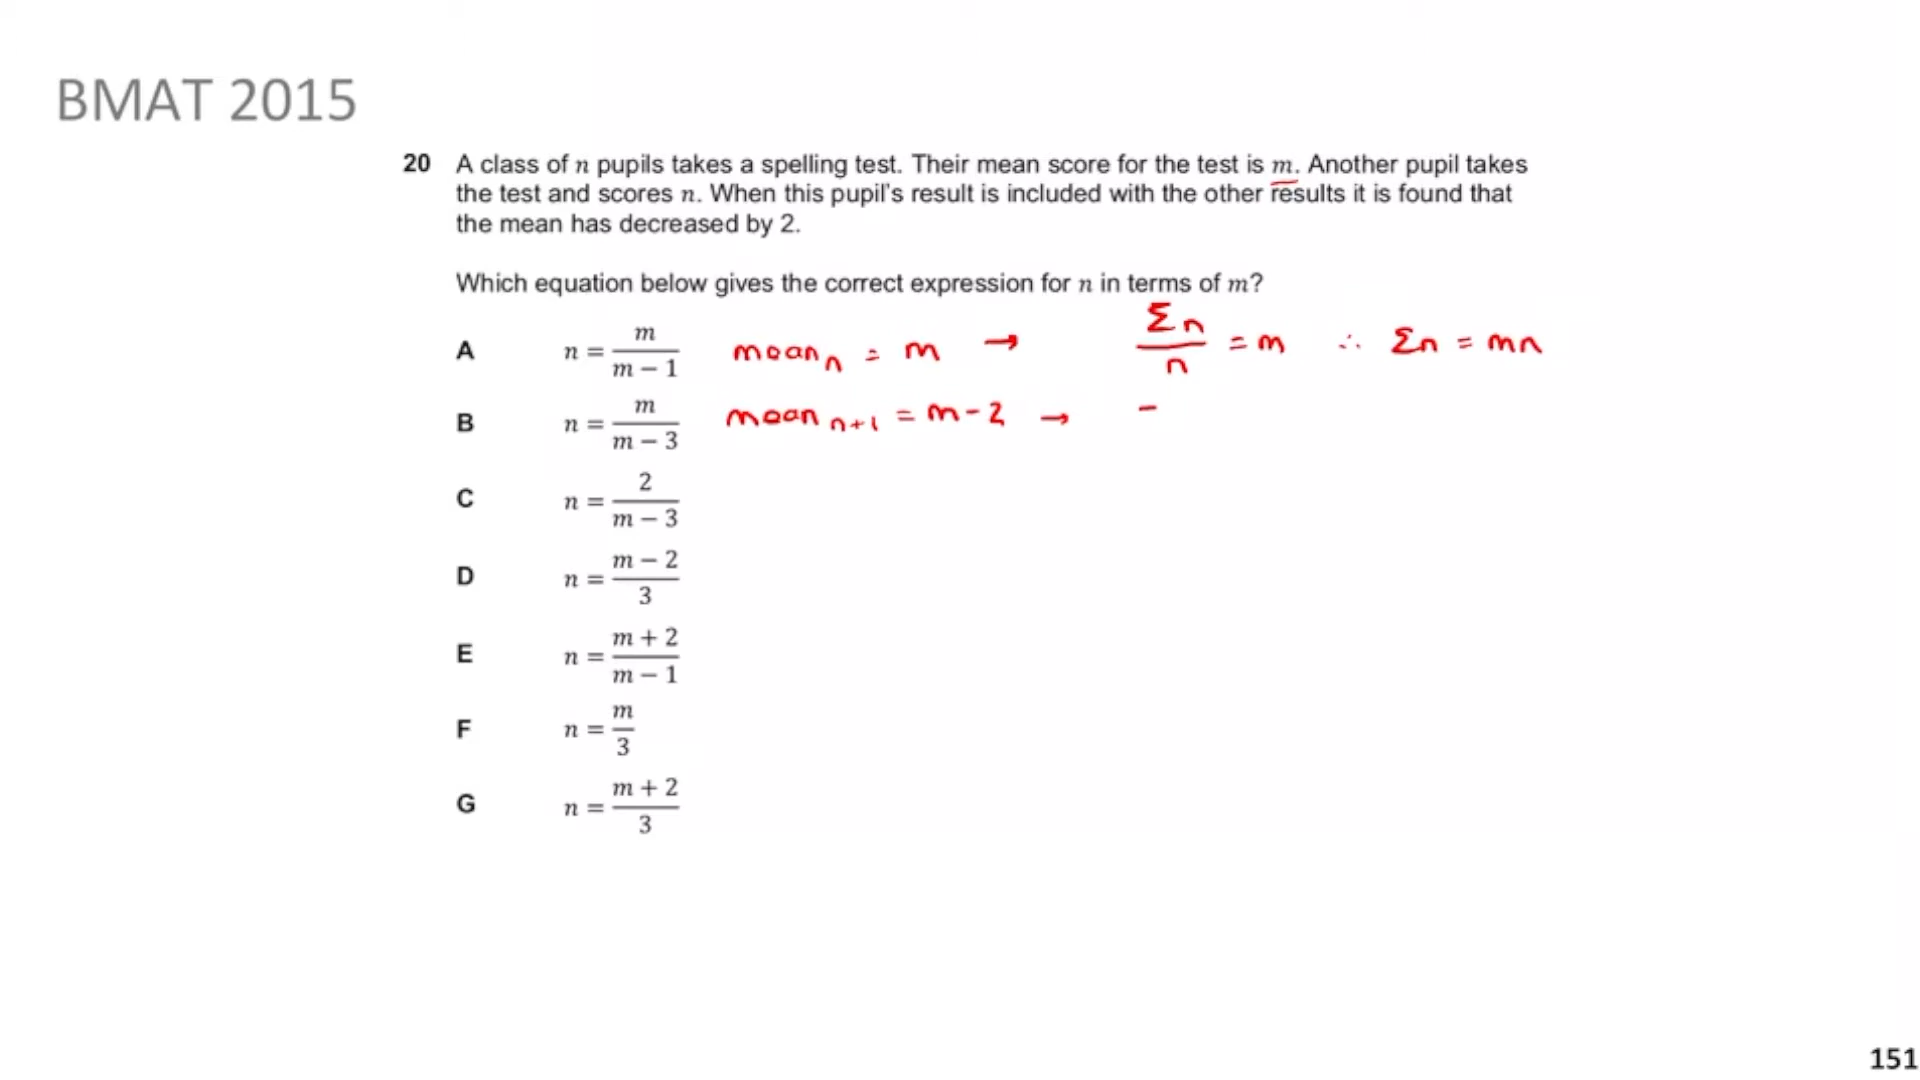 BMAT 2015
20 A class of n pupils takes a spelling test. Their mean score for the test is m. Another pupil takes
the test and scores n. When this pupil's result is included with the other results it is found that
the mean has decreased by 2.
Which equation below gives the correct expression for n in terms of m?
A n = m/(m − 1)
mean_n = m → Σn/n = m ∴ Σn = mn
B n = m/(m − 3)
mean_n+1 = m - 2 → -
C n = 2/(m − 3)
D n = (m − 2)/3
E n = (m + 2)/(m − 1)
F n = m/3
G n = (m + 2)/3
151